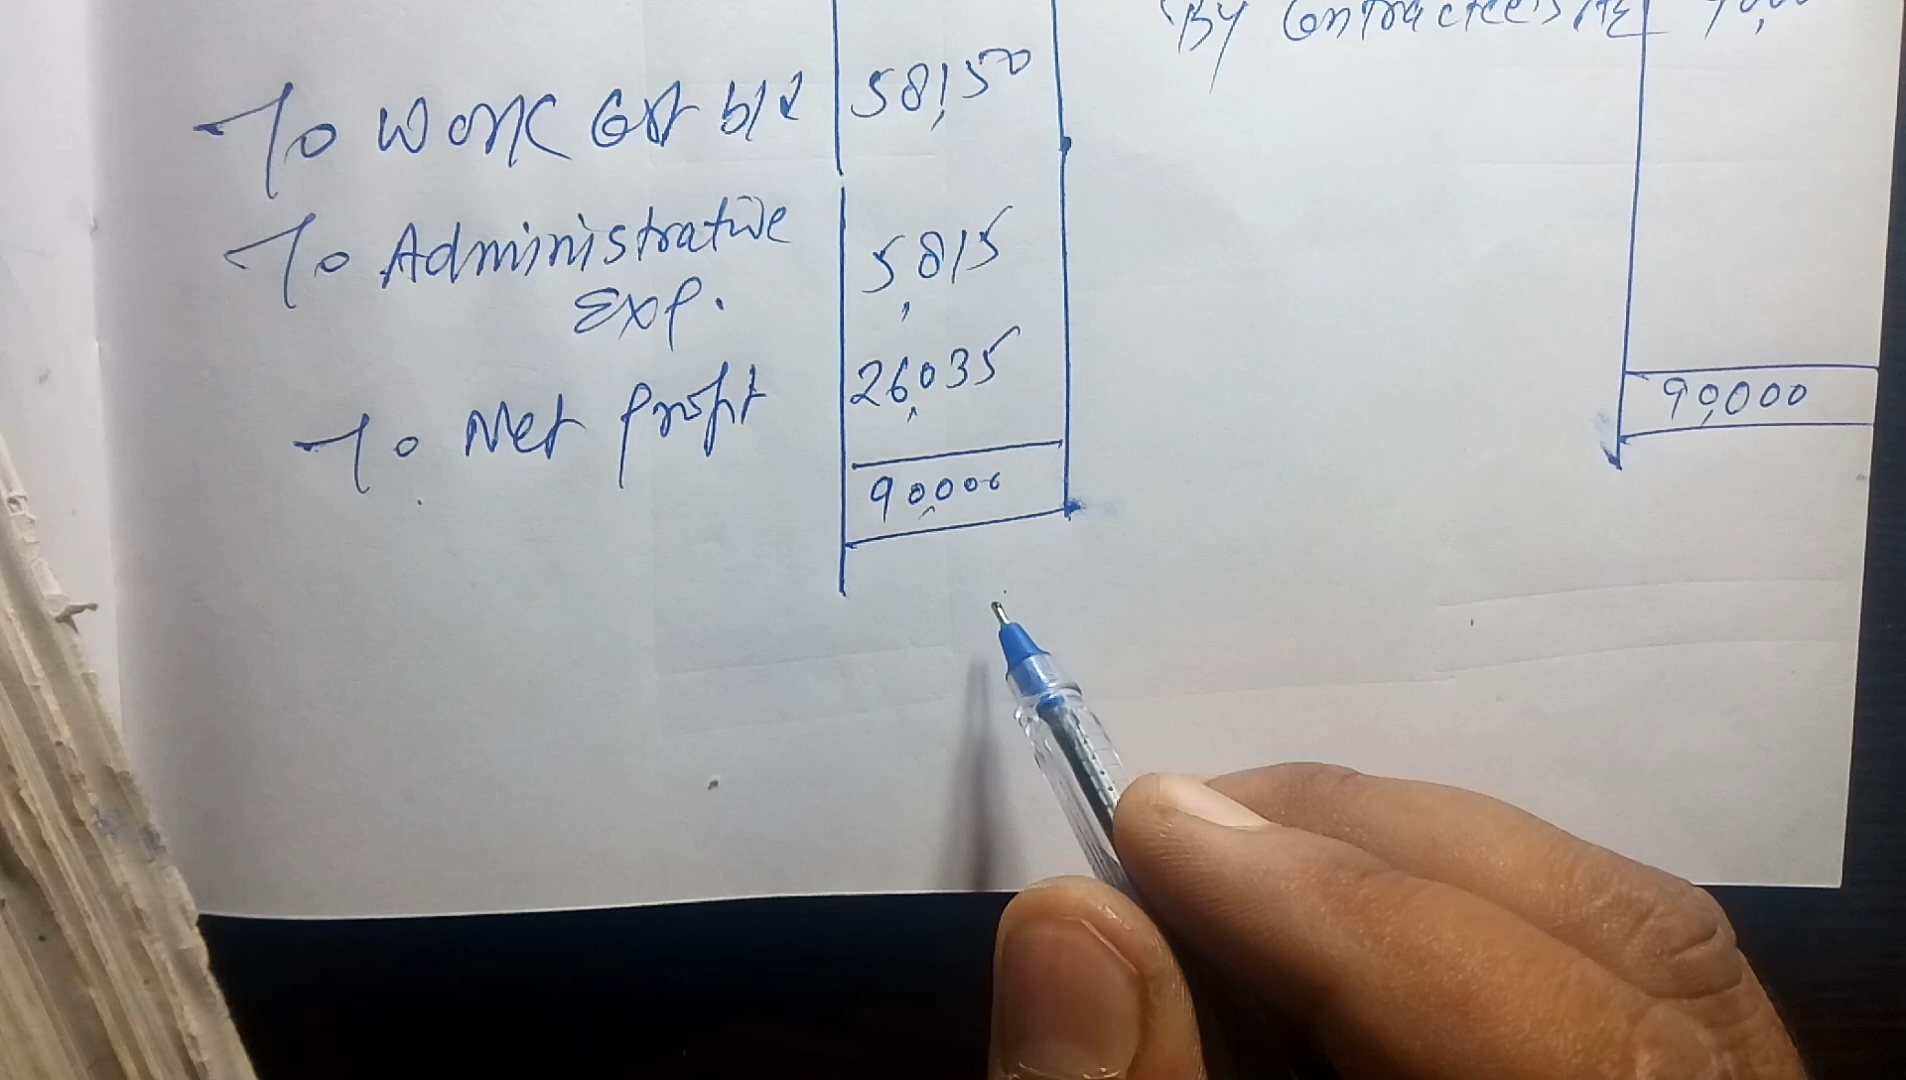 By Contractee's A/c
To Work Cost b/d 58,150
To Administrative 5,815
Exp.
To Net profit 26,035
90,000
90,000